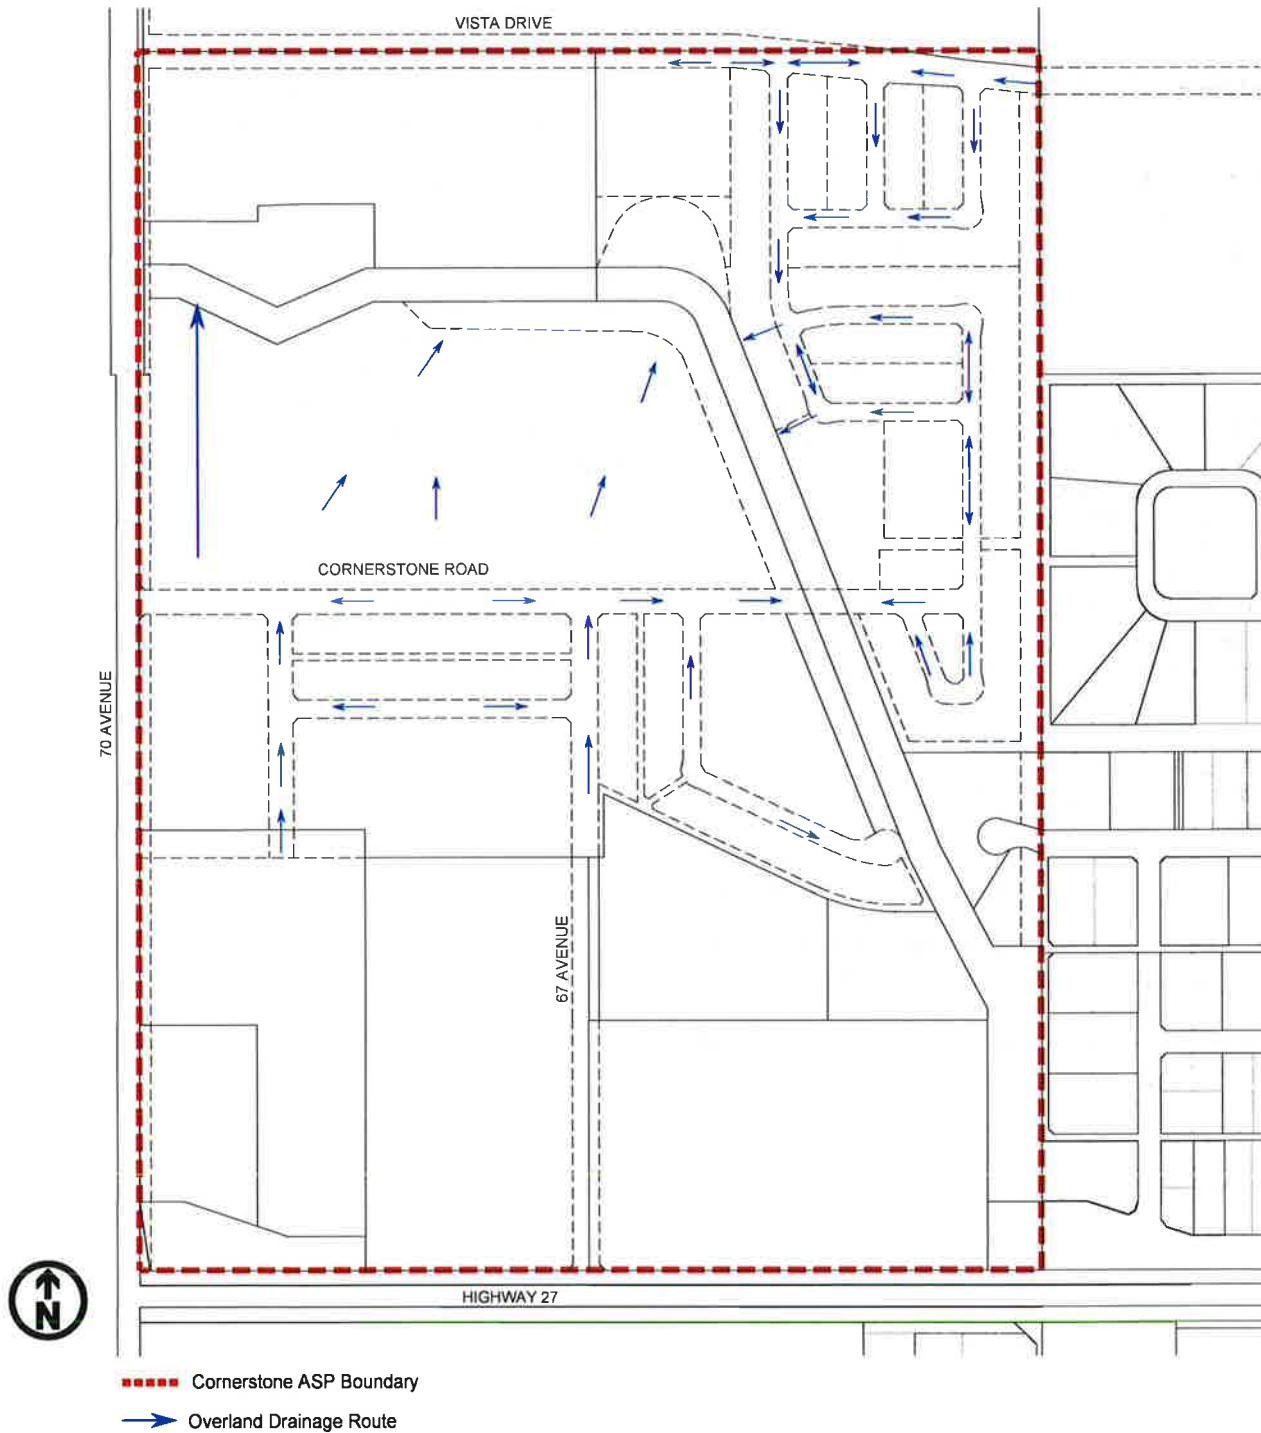 VISTA DRIVE
CORNERSTONE ROAD
70 AVENUE
67 AVENUE
HIGHWAY 27
N
Cornerstone ASP Boundary
Overland Drainage Route